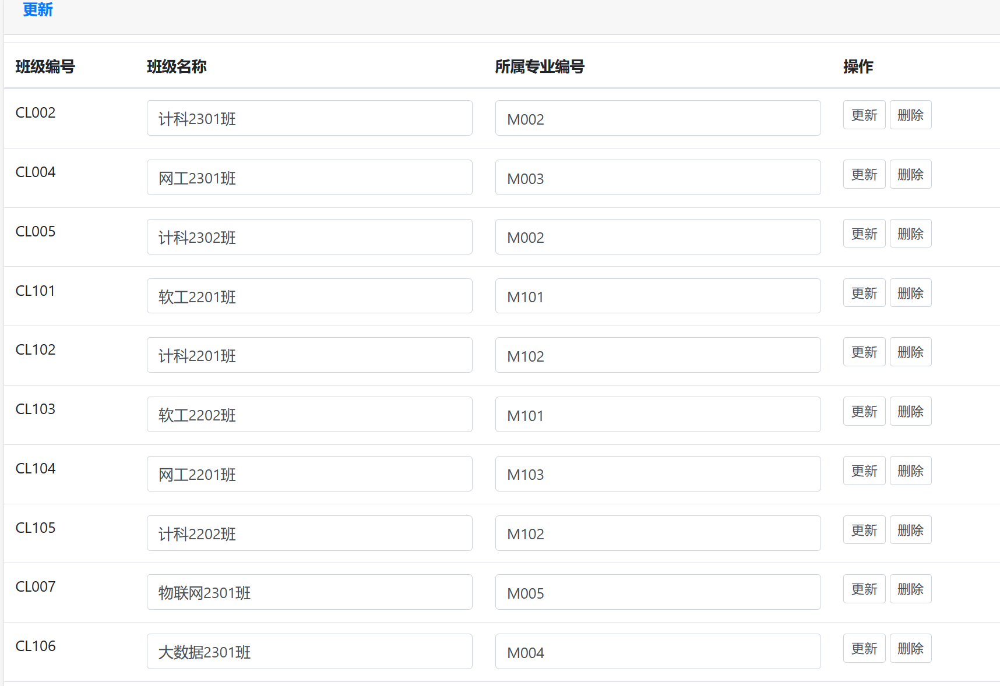 更新
班级编号 班级名称 所属专业编号 操作
CL002 计科2301班 M002 更新 删除
CL004 网工2301班 M003 更新 删除
CL005 计科2302班 M002 更新 删除
CL101 软工2201班 M101 更新 删除
CL102 计科2201班 M102 更新 删除
CL103 软工2202班 M101 更新 删除
CL104 网工2201班 M103 更新 删除
CL105 计科2202班 M102 更新 删除
CL007 物联网2301班 M005 更新 删除
CL106 大数据2301班 M004 更新 删除